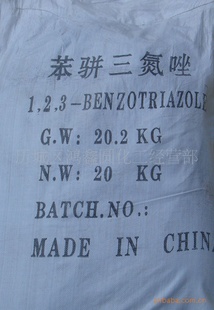 苯骈三氮唑
1,2,3-BENZOTRIAZOLE
G.W: 20.2 KG
N.W: 20 KG
BATCH.NO.:
MADE IN CHINA